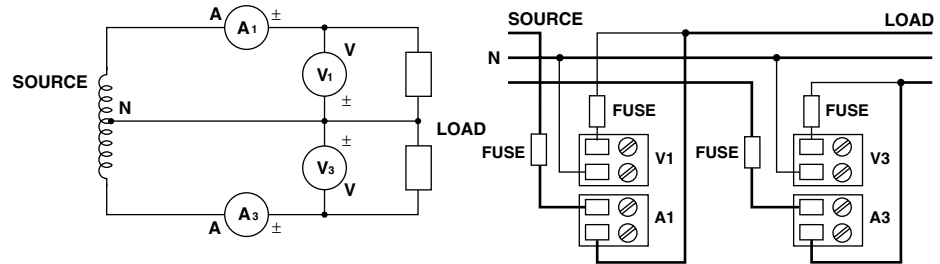 A A1 ±
V
V1
SOURCE
±
N
LOAD
±
V3
V
A A3 ±
SOURCE LOAD
N
FUSE FUSE
FUSE V1 FUSE V3
A1 A3